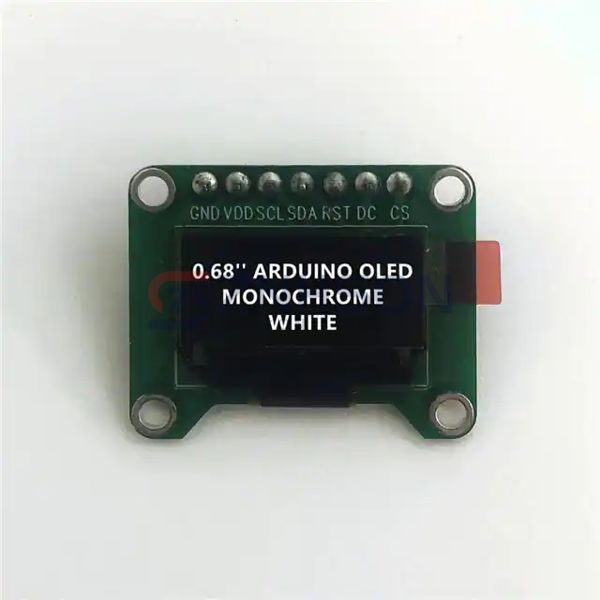 GND VDD SCL SDA RST DC CS
0.68'' ARDUINO OLED
MONOCHROME
WHITE